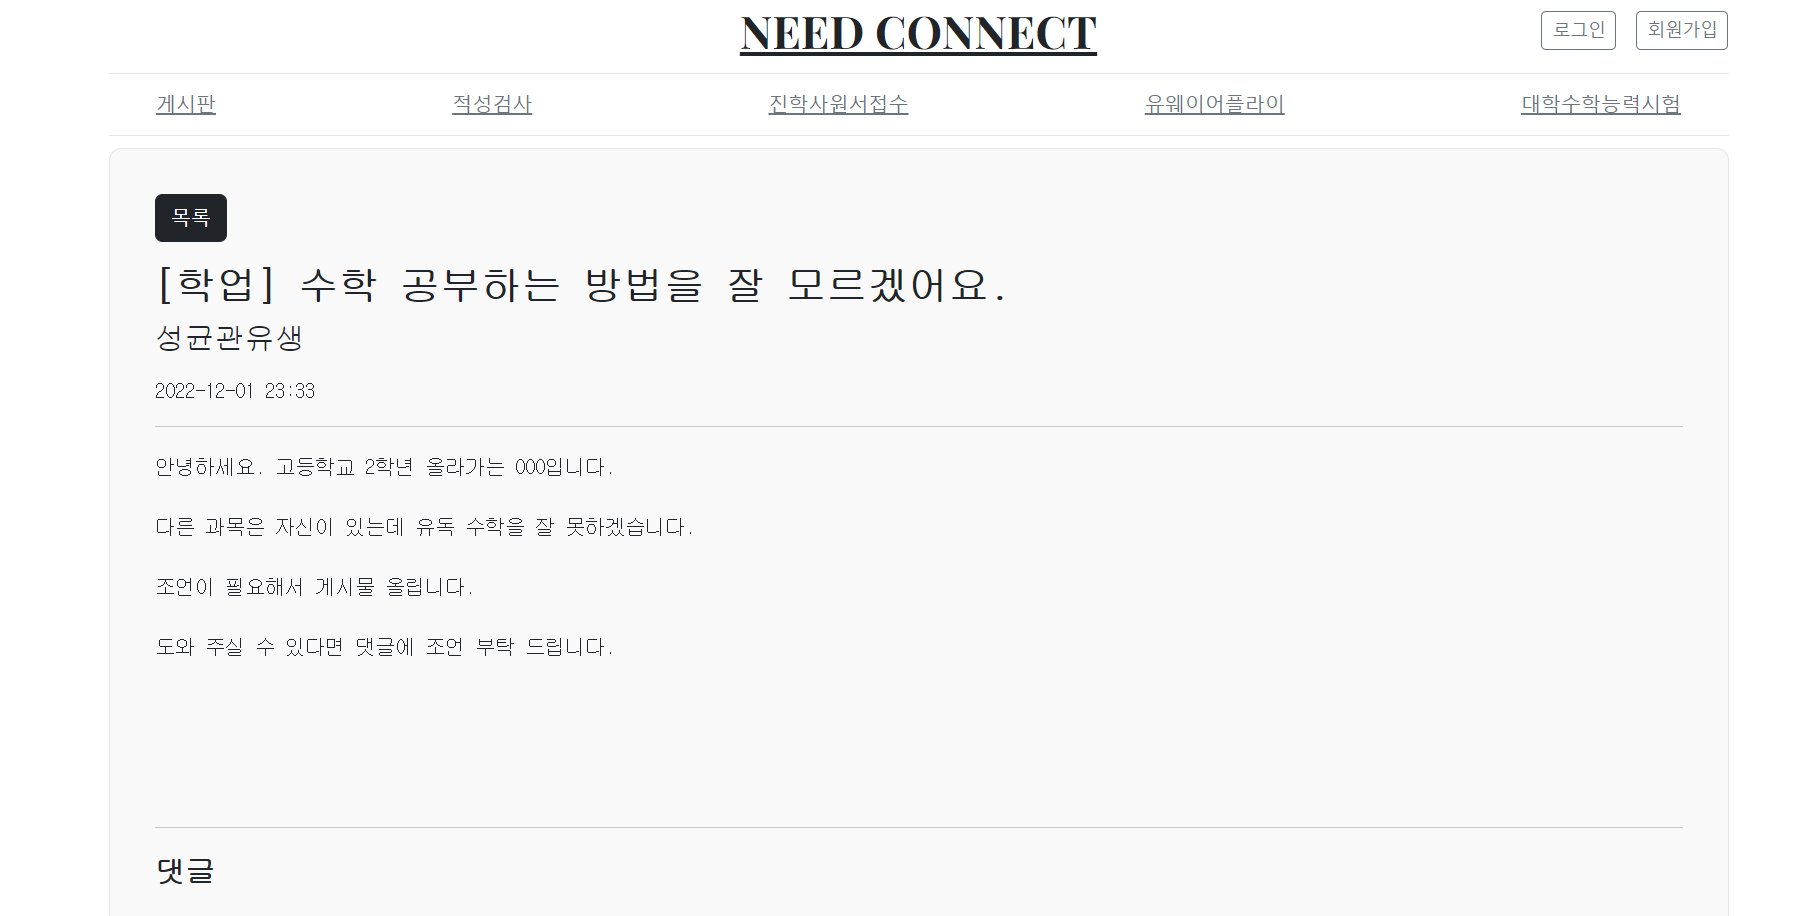 NEED CONNECT
로그인 회원가입
게시판 적성검사 진학사원서접수 유웨이어플라이 대학수학능력시험
목록
[학업] 수학 공부하는 방법을 잘 모르겠어요.
성균관유생
2022-12-01 23:33
안녕하세요. 고등학교 2학년 올라가는 000입니다.
다른 과목은 자신이 있는데 유독 수학을 잘 못하겠습니다.
조언이 필요해서 게시물 올립니다.
도와 주실 수 있다면 댓글에 조언 부탁 드립니다.
댓글